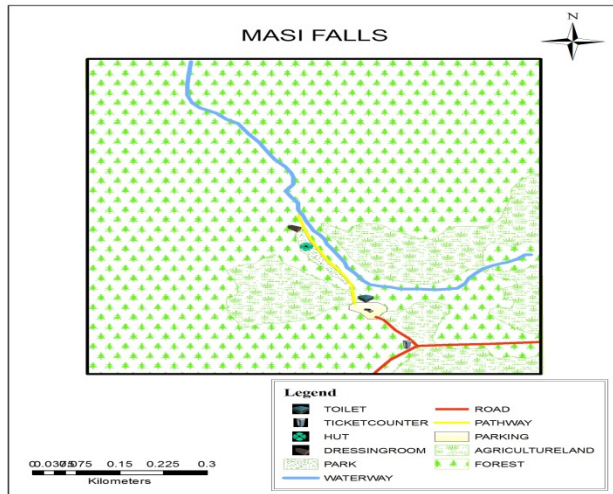 N
MASI FALLS
Legend
TOILET
TICKETCOUNTER
HUT
DRESSINGROOM
PARK
WATERWAY
ROAD
PATHWAY
PARKING
AGRICULTURELAND
FOREST
0.15 0.225 0.3
Kilometers